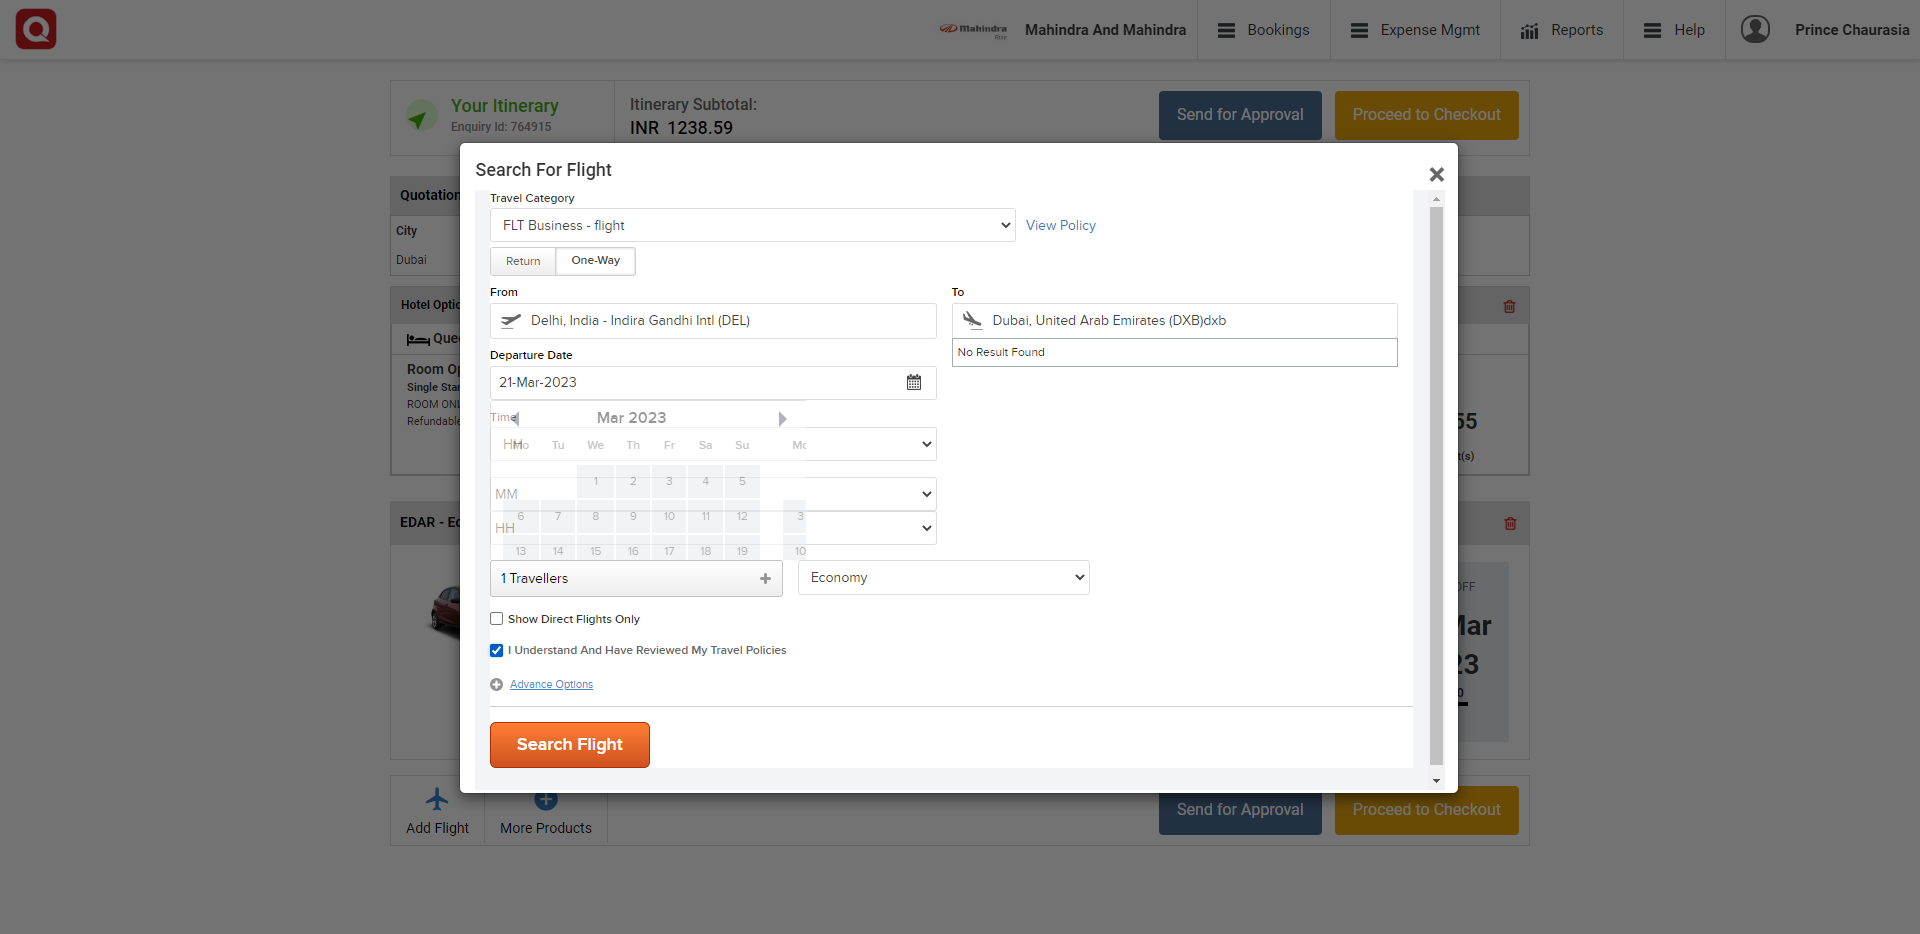 Mahindra
Rise
Mahindra And Mahindra
Bookings
Expense Mgmt
Reports
Help
Prince Chaurasia
Your Itinerary
Enquiry Id: 764915
Itinerary Subtotal:
INR 1238.59
Send for Approval
Proceed to Checkout
Search For Flight
Quotation
City
Dubai
Hotel Optio
Que
Room Op
Single Sta
ROOM ONL
Refundable
55
t(s)
Travel Category
FLT Business - flight
View Policy
Return
One-Way
From
To
Delhi, India - Indira Gandhi Intl (DEL)
Dubai, United Arab Emirates (DXB)dxb
No Result Found
Departure Date
21-Mar-2023
Time
Mar 2023
HH
Mo Tu We Th Fr Sa Su Mo
1 2 3 4 5
MM
6 7 8 9 10 11 12 3
HH
13 14 15 16 17 18 19 10
1 Travellers
Economy
Show Direct Flights Only
I Understand And Have Reviewed My Travel Policies
Advance Options
Search Flight
EDAR - Ec
OFF
Mar
23
Add Flight
More Products
Send for Approval
Proceed to Checkout